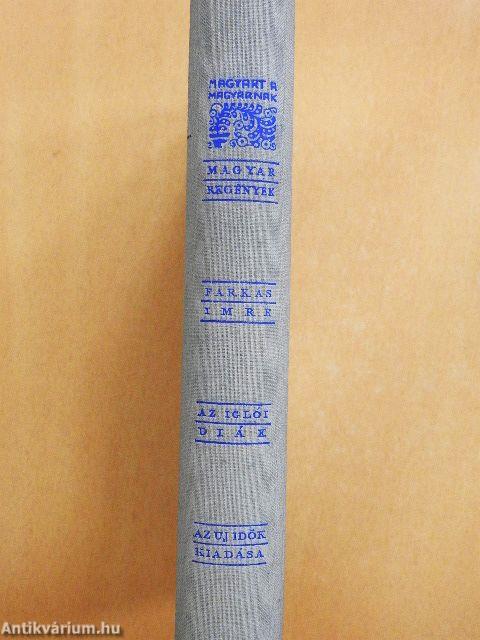 MAGYART A
MAGYARNAK
MAGYAR
REGÉNYEK
FARKAS
IMRE
AZ IGLÓI
DIÁK
AZ UJ IDŐK
KIADÁSA
Antikvárium.hu